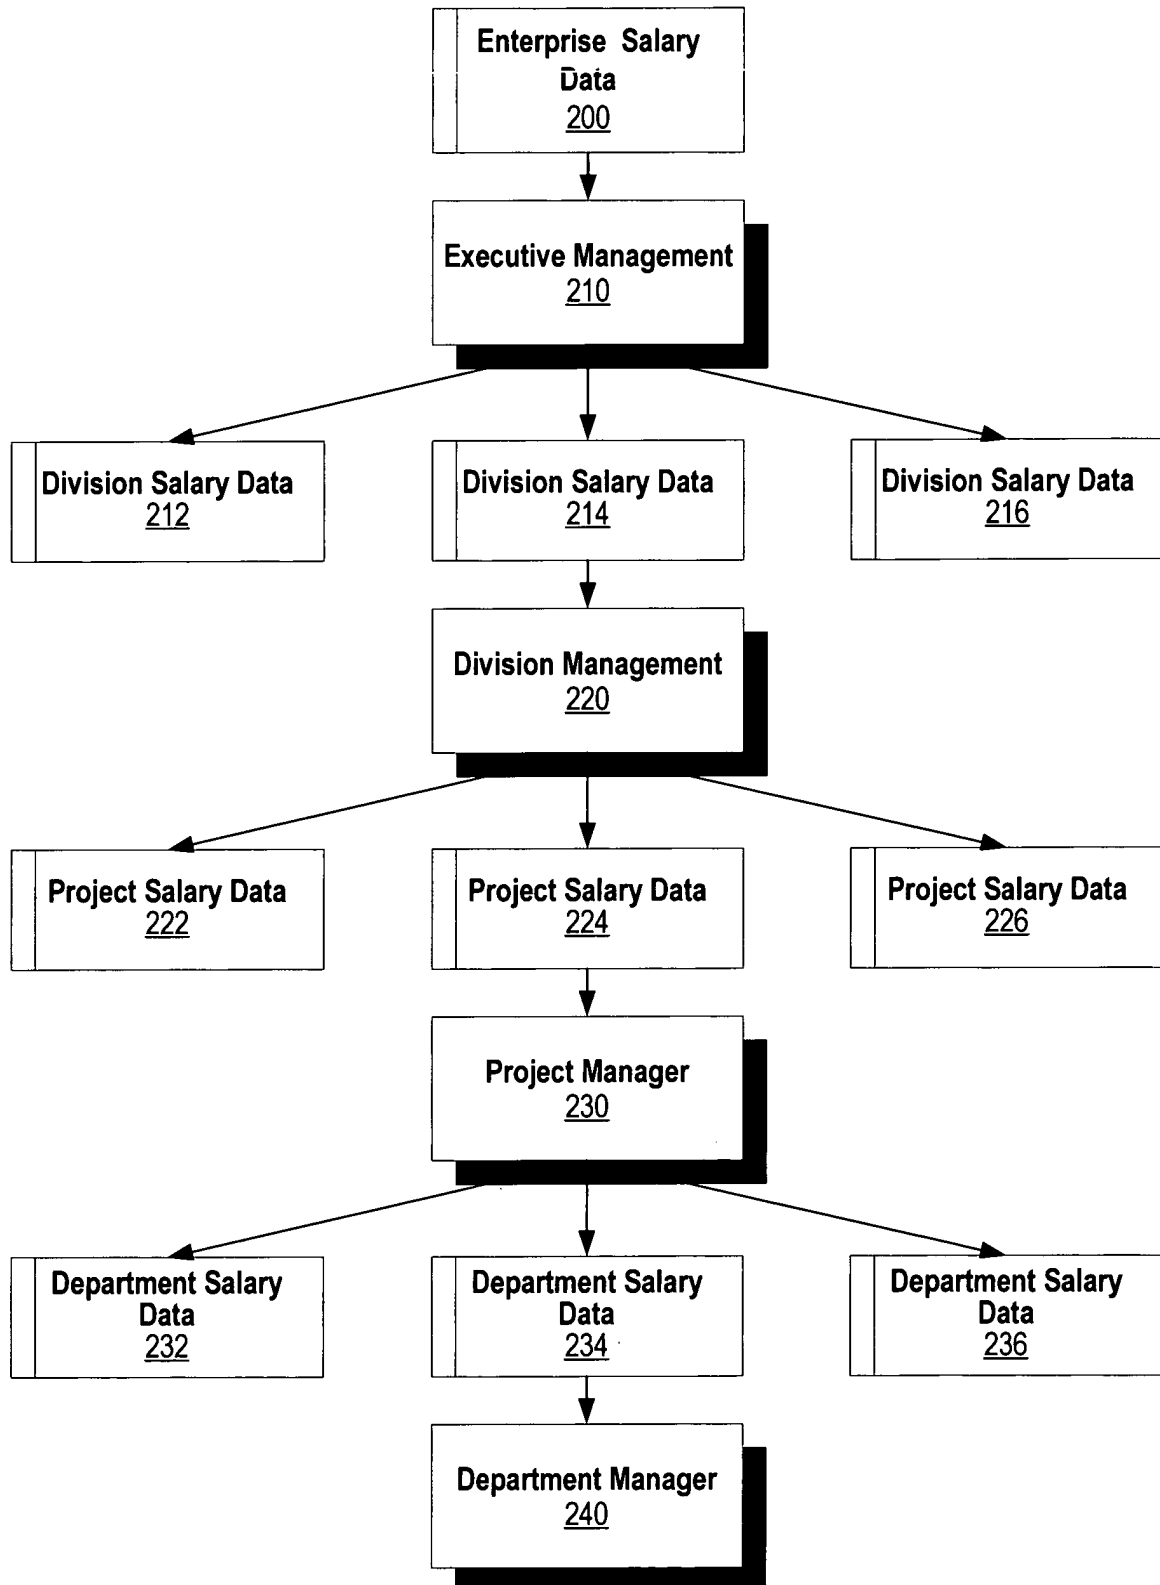 Enterprise Salary
Data
200
Executive Management
210
Division Salary Data
212
Division Salary Data
214
Division Salary Data
216
Division Management
220
Project Salary Data
222
Project Salary Data
224
Project Salary Data
226
Project Manager
230
Department Salary
Data
232
Department Salary
Data
234
Department Salary
Data
236
Department Manager
240